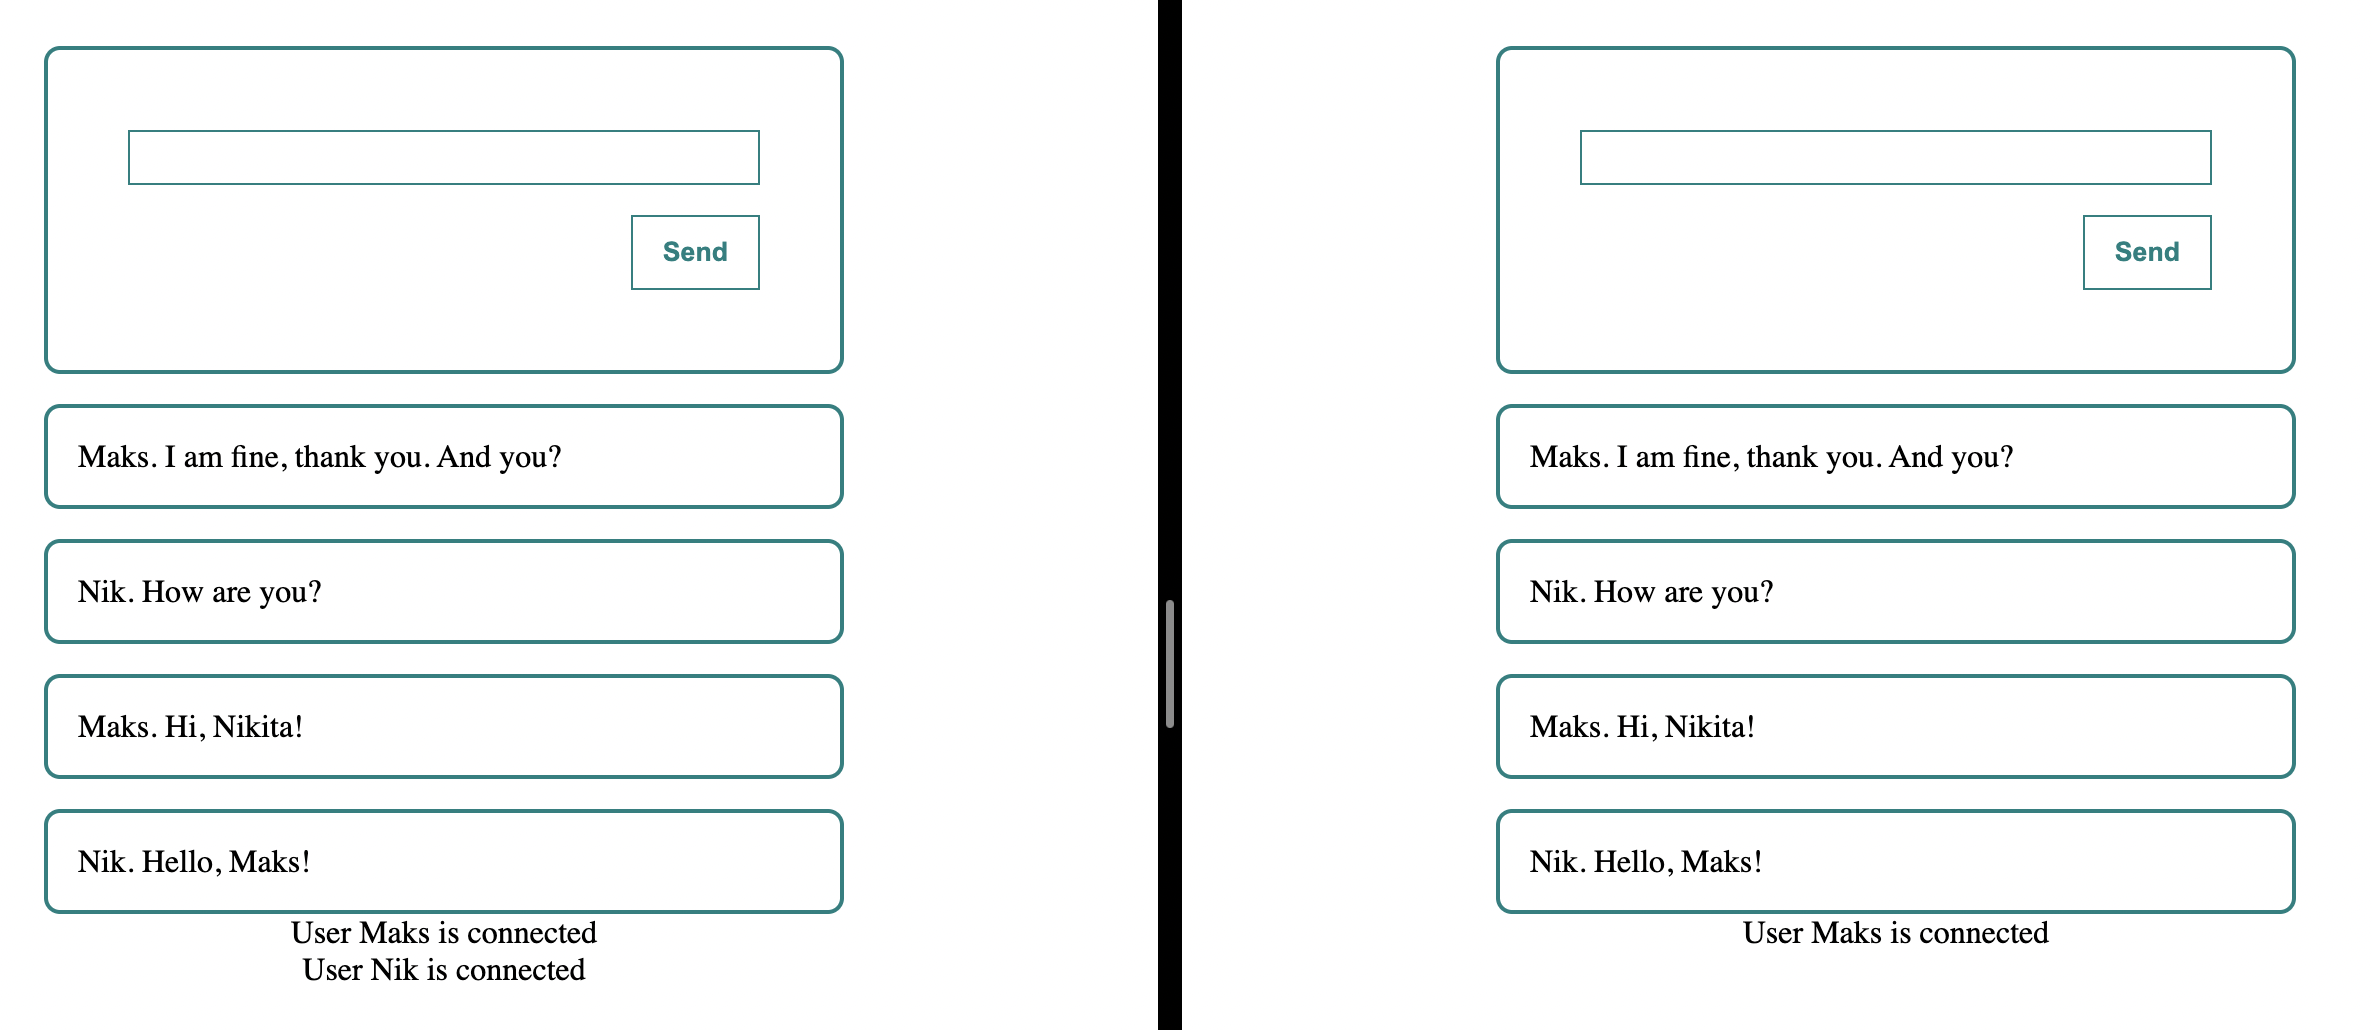 Send
Maks. I am fine, thank you. And you?
Nik. How are you?
Maks. Hi, Nikita!
Nik. Hello, Maks!
User Maks is connected
User Nik is connected
Send
Maks. I am fine, thank you. And you?
Nik. How are you?
Maks. Hi, Nikita!
Nik. Hello, Maks!
User Maks is connected